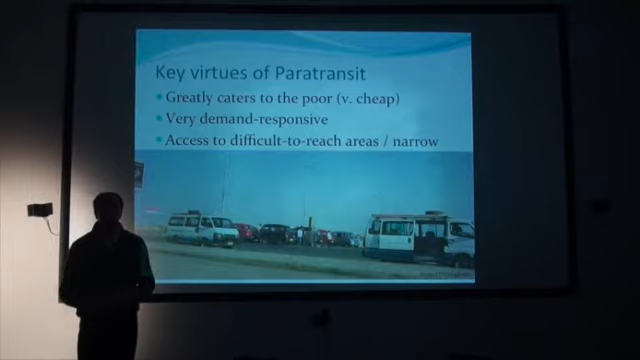 Key virtues of Paratransit
Greatly caters to the poor (v. cheap)
Very demand-responsive
Access to difficult-to-reach areas / narrow